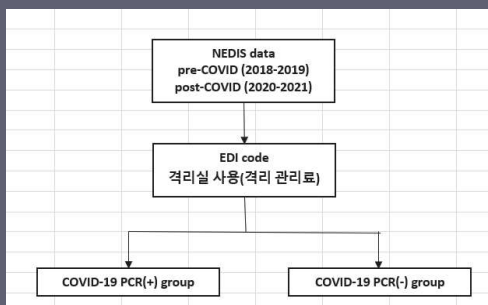 NEDIS data
pre-COVID (2018-2019)
post-COVID (2020-2021)
EDI code
격리실 사용(격리 관리료)
COVID-19 PCR(+) group
COVID-19 PCR(-) group